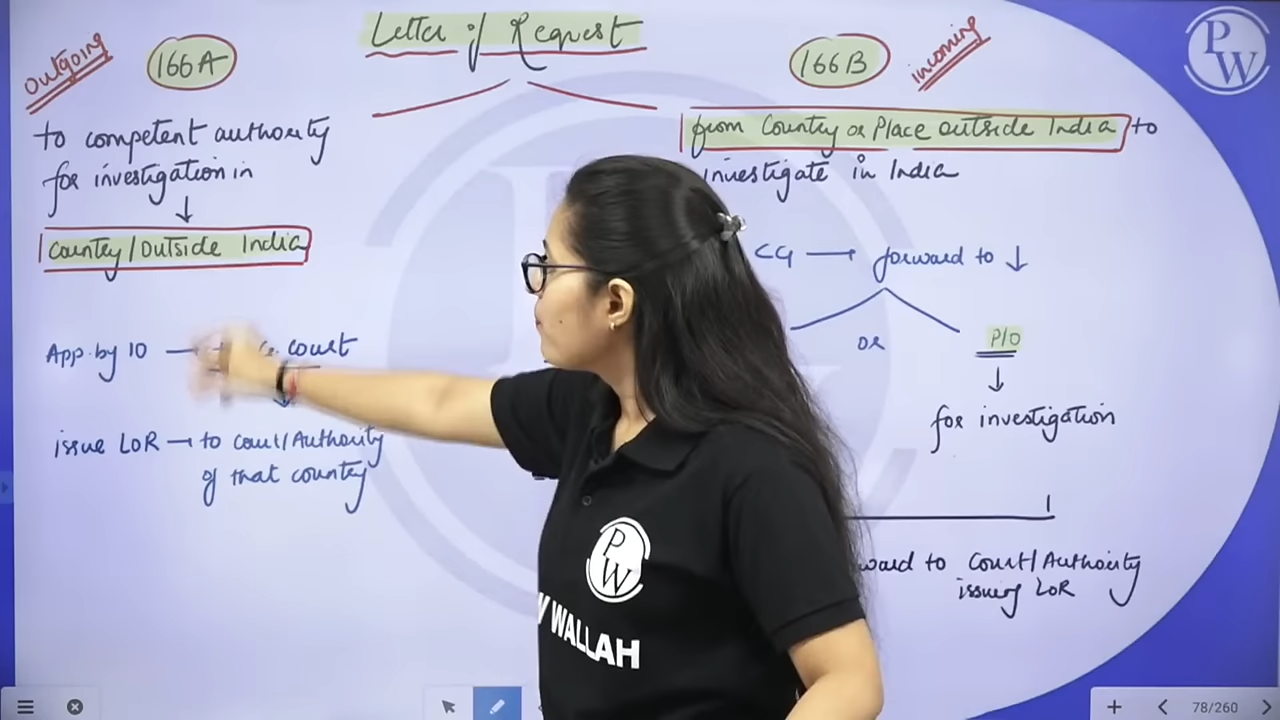 Letter of Request
Outgoing
166A
to competent authority
for investigation in
Country/Outside India
App. by IO
court
issue LoR → to Court/Authority
of that country
166B
incoming
from Country or Place outside India to
investigate in India
CG → forward to ↓
OR
P/O
for investigation
to Court/Authority
issuing LoR
PW
PW
WALLAH
78/260